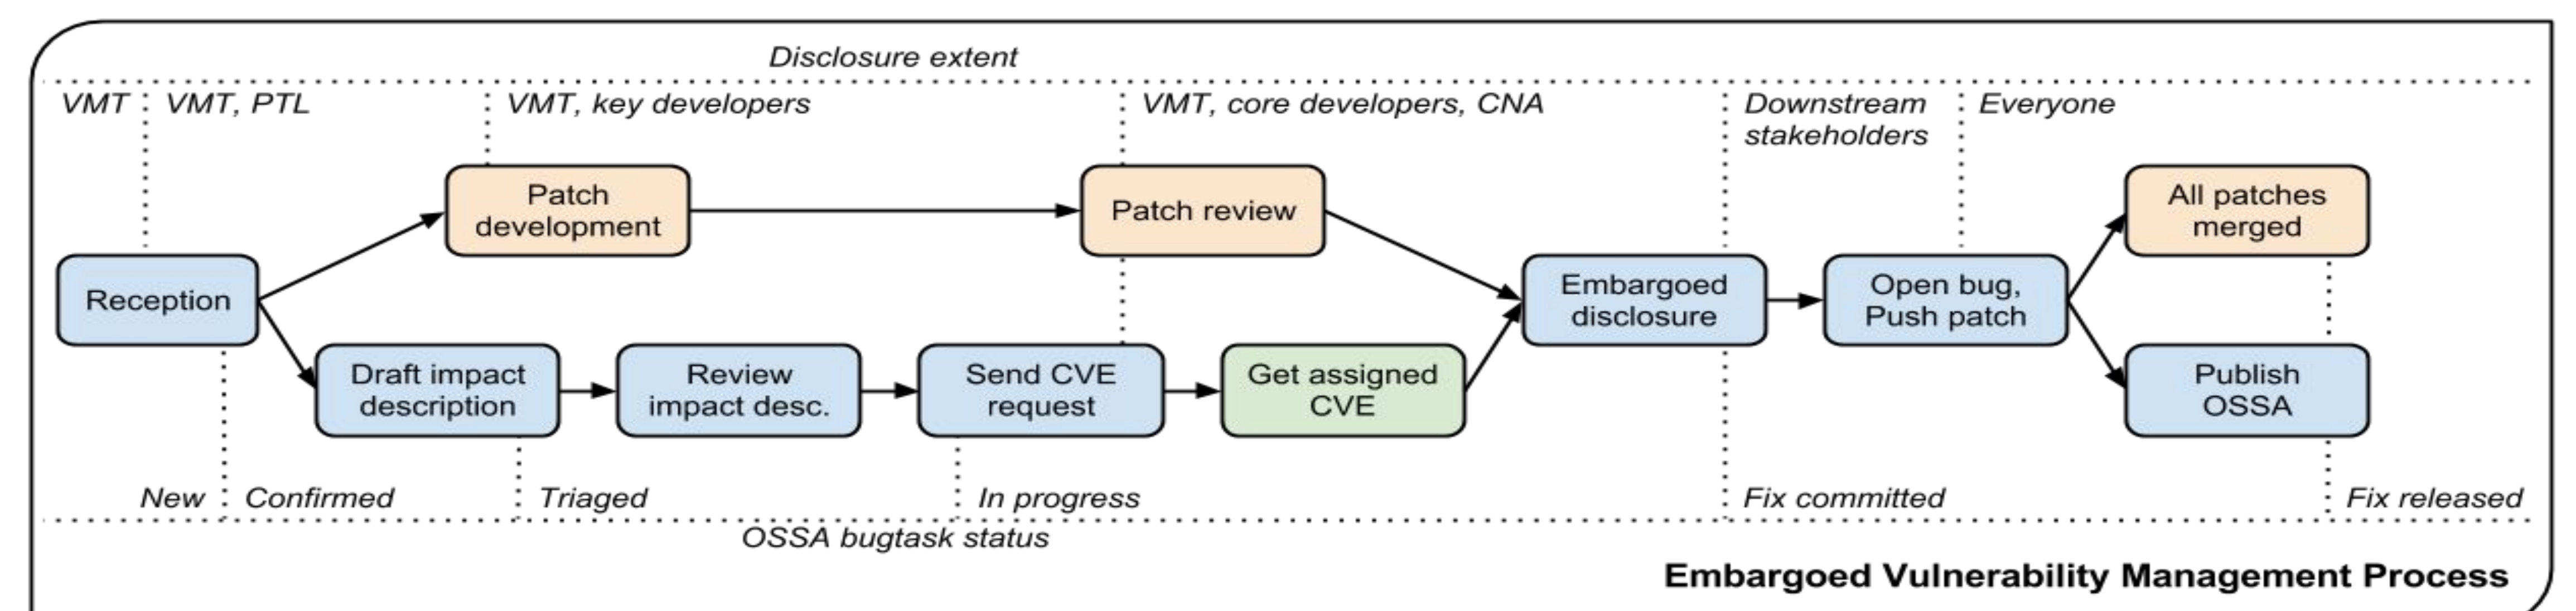 Disclosure extent
VMT
VMT, PTL
VMT, key developers
VMT, core developers, CNA
Downstream
stakeholders
Everyone
Patch
development
Patch review
All patches
merged
Reception
Embargoed
disclosure
Open bug,
Push patch
Draft impact
description
Review
impact desc.
Send CVE
request
Get assigned
CVE
Publish
OSSA
New
Confirmed
Triaged
In progress
Fix committed
Fix released
OSSA bugtask status
Embargoed Vulnerability Management Process